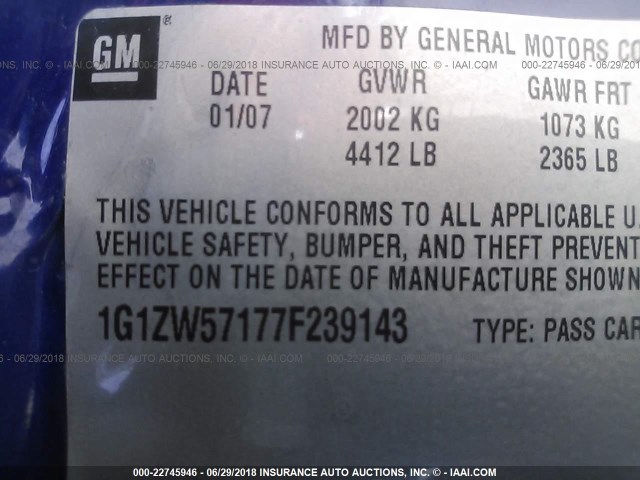 GM ®
MFD BY GENERAL MOTORS CO
DATE GVWR GAWR FRT
01/07 2002 KG 1073 KG
4412 LB 2365 LB
THIS VEHICLE CONFORMS TO ALL APPLICABLE U.
VEHICLE SAFETY, BUMPER, AND THEFT PREVENT
EFFECT ON THE DATE OF MANUFACTURE SHOWN
1G1ZW57177F239143 TYPE: PASS CAR
000-22745946 - 06/29/2018 INSURANCE AUTO AUCTIONS, INC. - © - IAAI.COM